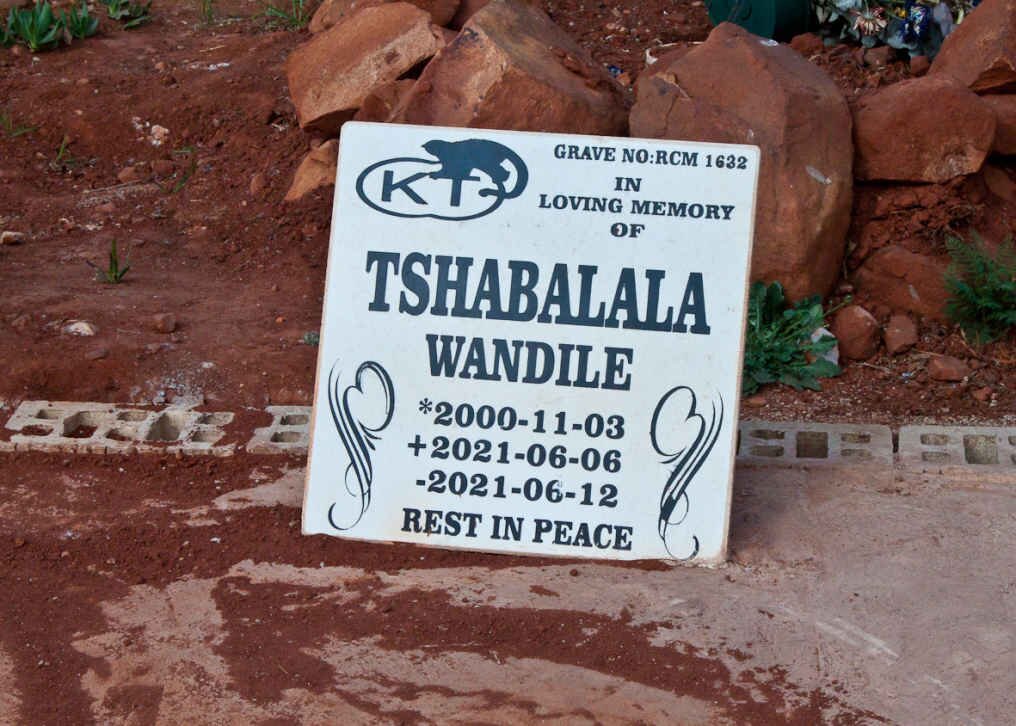 KT
GRAVE NO:RCM 1632
IN
LOVING MEMORY
OF
TSHABALALA
WANDILE
*2000-11-03
+2021-06-06
-2021-06-12
REST IN PEACE